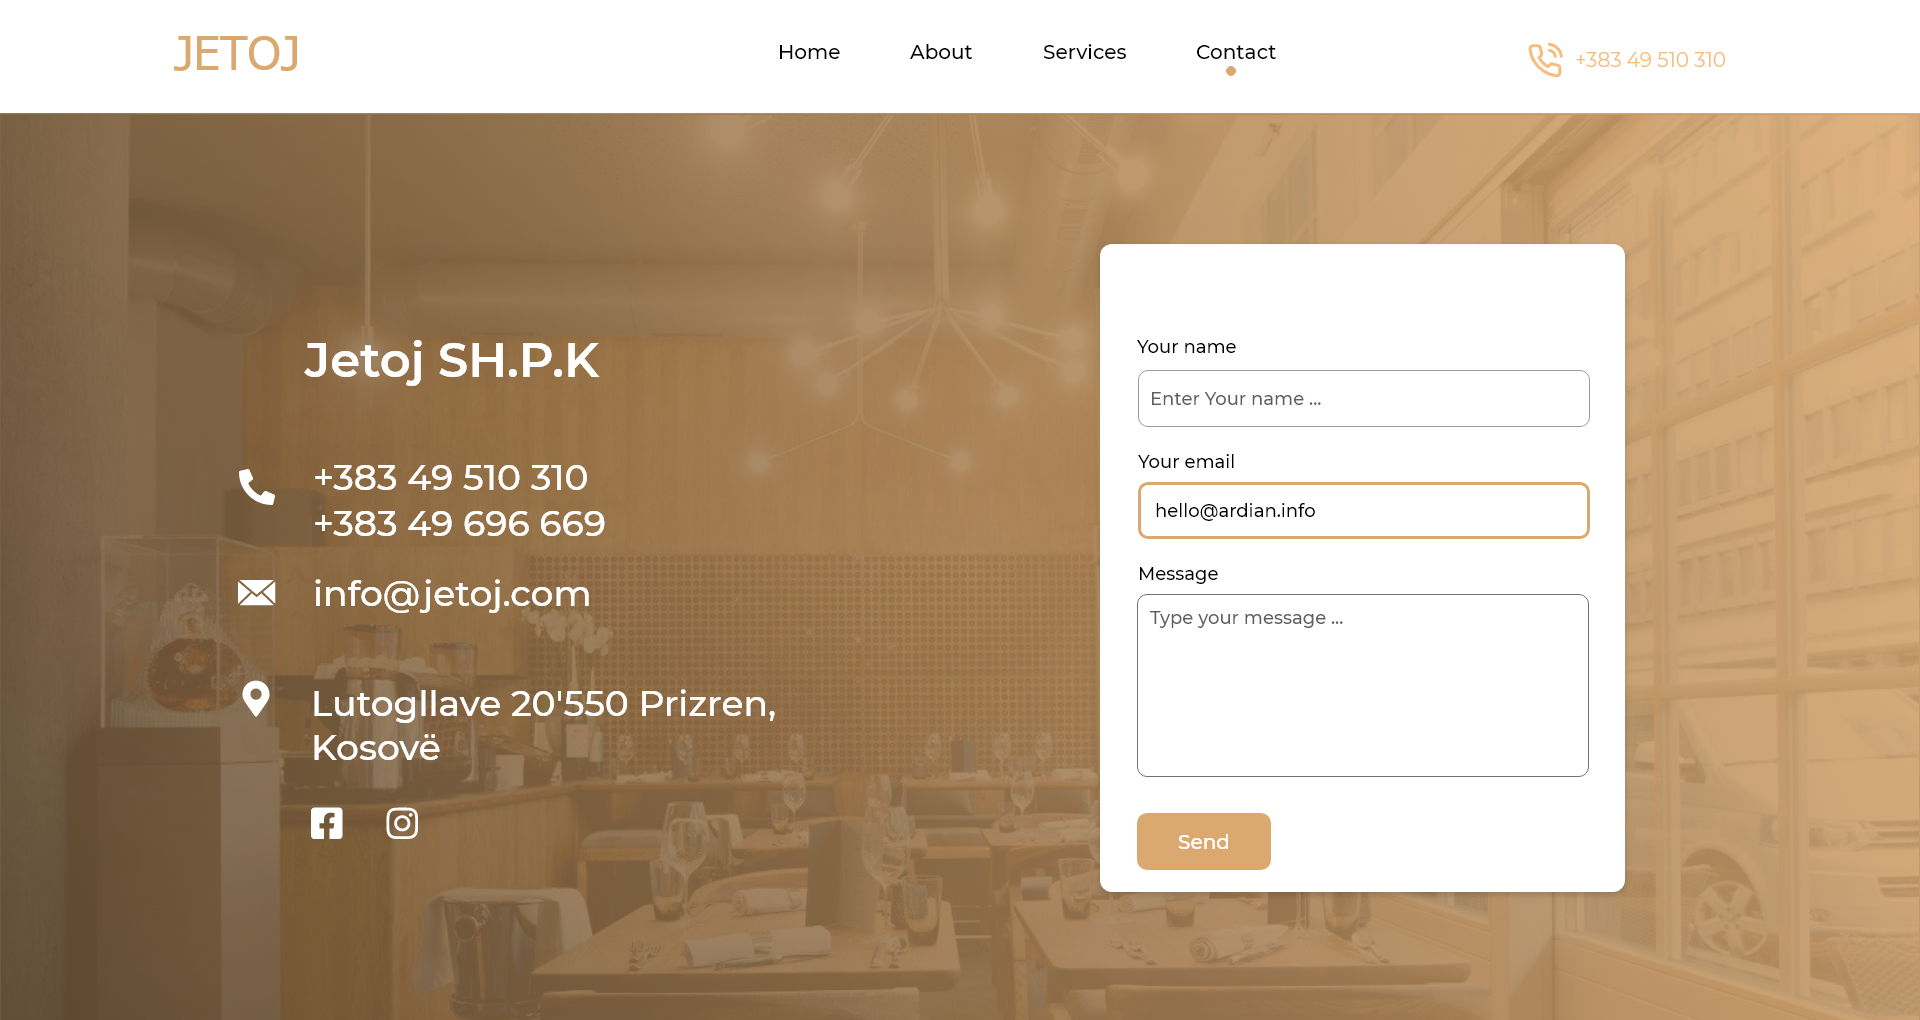 JETOJ
Home
About
Services
Contact
+383 49 510 310
Jetoj SH.P.K
+383 49 510 310
+383 49 696 669
info@jetoj.com
Lutogllave 20'550 Prizren,
Kosovë
Your name
Enter Your name ...
Your email
hello@ardian.info
Message
Type your message ...
Send